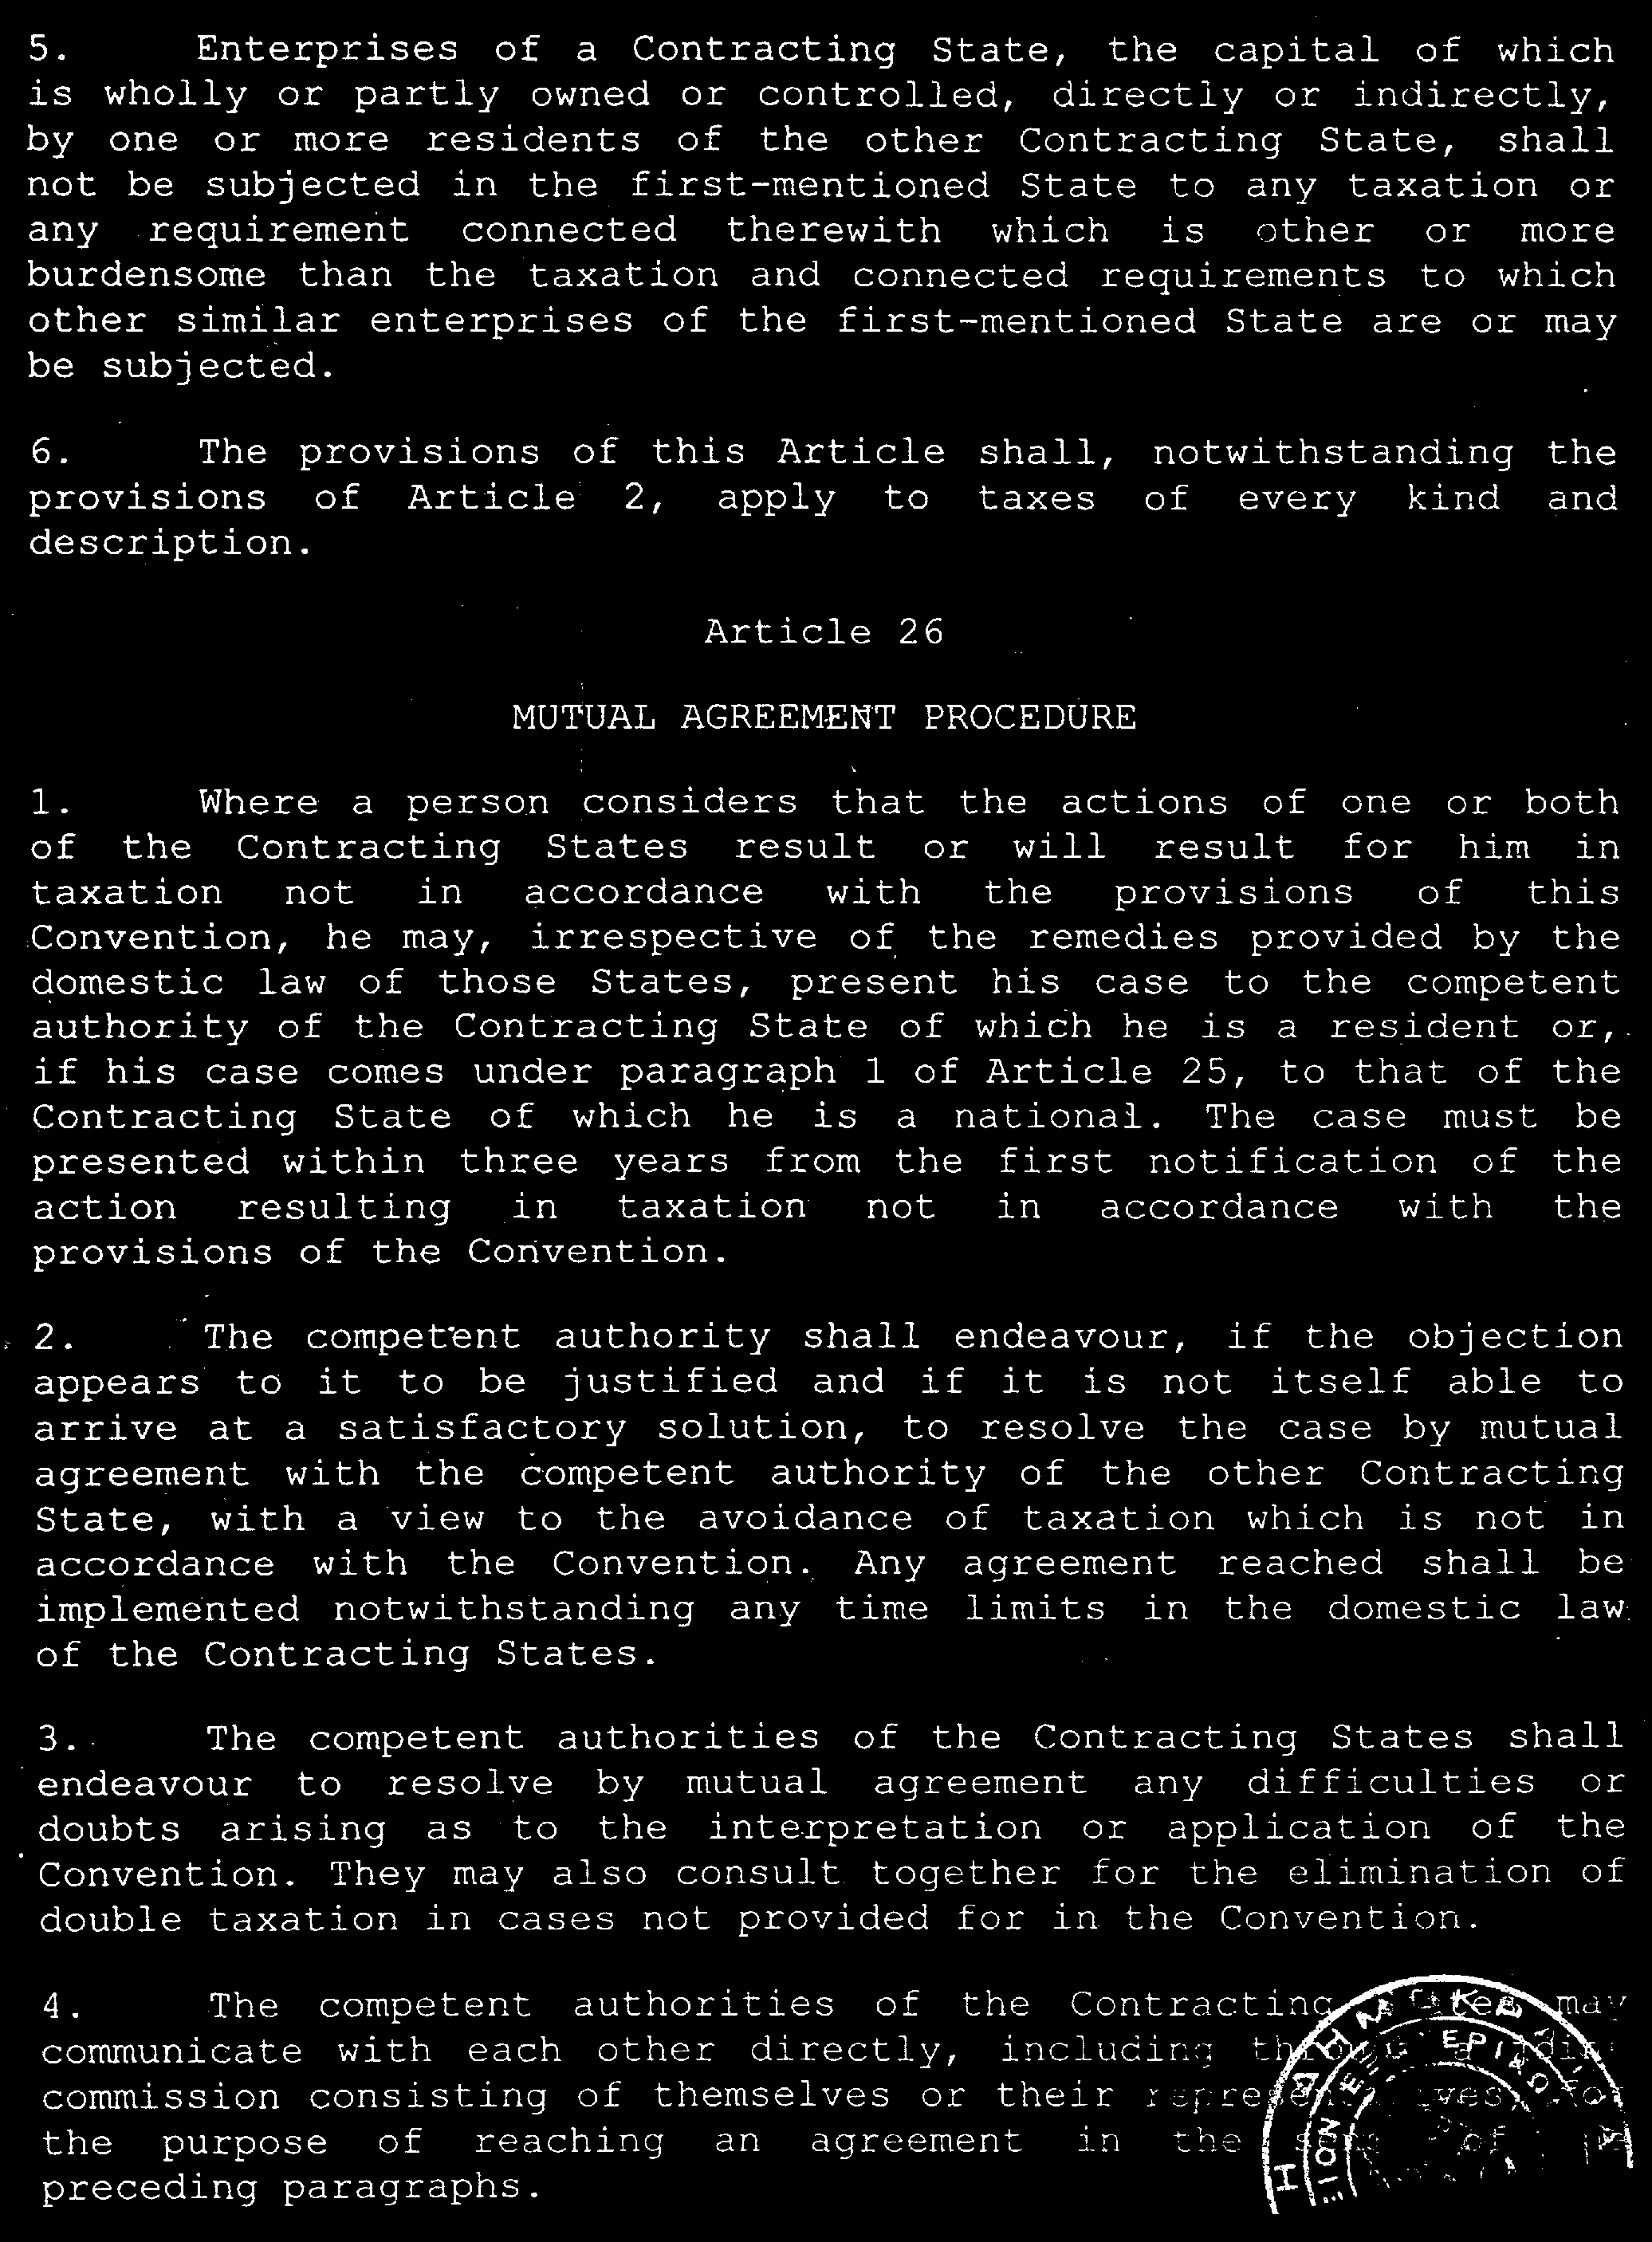 5. Enterprises of a Contracting State, the capital of which
is wholly or partly owned or controlled, directly or indirectly,
by one or more residents of the other Contracting State, shall
not be subjected in the first-mentioned State to any taxation or
any requirement connected therewith which is other or more
burdensome than the taxation and connected requirements to which
other similar enterprises of the first-mentioned State are or may
be subjected.
6. The provisions of this Article shall, notwithstanding the
provisions of Article 2, apply to taxes of every kind and
description.
Article 26
MUTUAL AGREEMENT PROCEDURE
1. Where a person considers that the actions of one or both
of the Contracting States result or will result for him in
taxation not in accordance with the provisions of this
Convention, he may, irrespective of the remedies provided by the
domestic law of those States, present his case to the competent
authority of the Contracting State of which he is a resident or,
if his case comes under paragraph 1 of Article 25, to that of the
Contracting State of which he is a national. The case must be
presented within three years from the first notification of the
action resulting in taxation not in accordance with the
provisions of the Convention.
2. The competent authority shall endeavour, if the objection
appears to it to be justified and if it is not itself able to
arrive at a satisfactory solution, to resolve the case by mutual
agreement with the competent authority of the other Contracting
State, with a view to the avoidance of taxation which is not in
accordance with the Convention. Any agreement reached shall be
implemented notwithstanding any time limits in the domestic law
of the Contracting States.
3. The competent authorities of the Contracting States shall
endeavour to resolve by mutual agreement any difficulties or
doubts arising as to the interpretation or application of the
Convention. They may also consult together for the elimination of
double taxation in cases not provided for in the Convention.
4. The competent authorities of the Contracting may
communicate with each other directly, including
commission consisting of themselves or their
the purpose of reaching an agreement in the of
preceding paragraphs.